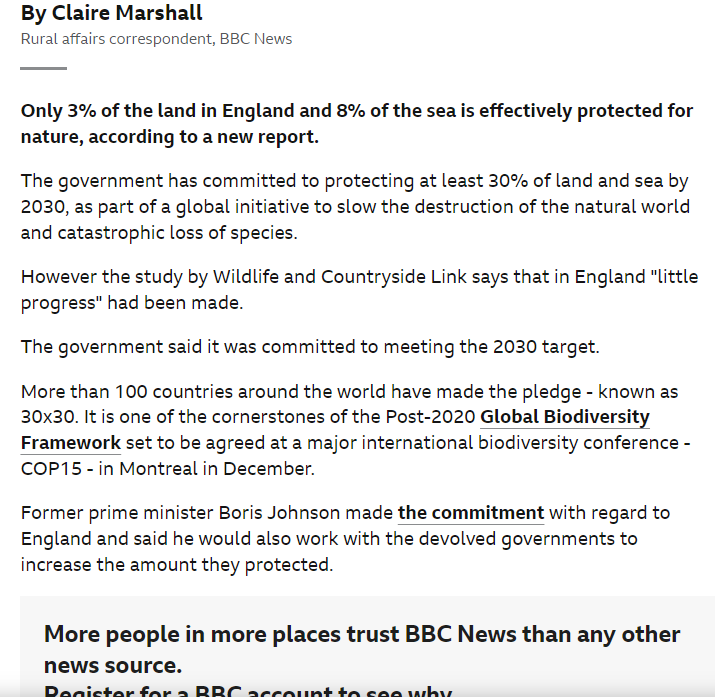 By Claire Marshall
Rural affairs correspondent, BBC News
Only 3% of the land in England and 8% of the sea is effectively protected for
nature, according to a new report.
The government has committed to protecting at least 30% of land and sea by
2030, as part of a global initiative to slow the destruction of the natural world
and catastrophic loss of species.
However the study by Wildlife and Countryside Link says that in England "little
progress" had been made.
The government said it was committed to meeting the 2030 target.
More than 100 countries around the world have made the pledge - known as
30x30. It is one of the cornerstones of the Post-2020 Global Biodiversity
Framework set to be agreed at a major international biodiversity conference -
COP15 - in Montreal in December.
Former prime minister Boris Johnson made the commitment with regard to
England and said he would also work with the devolved governments to
increase the amount they protected.
More people in more places trust BBC News than any other
news source.
Register for a BBC account to see why.